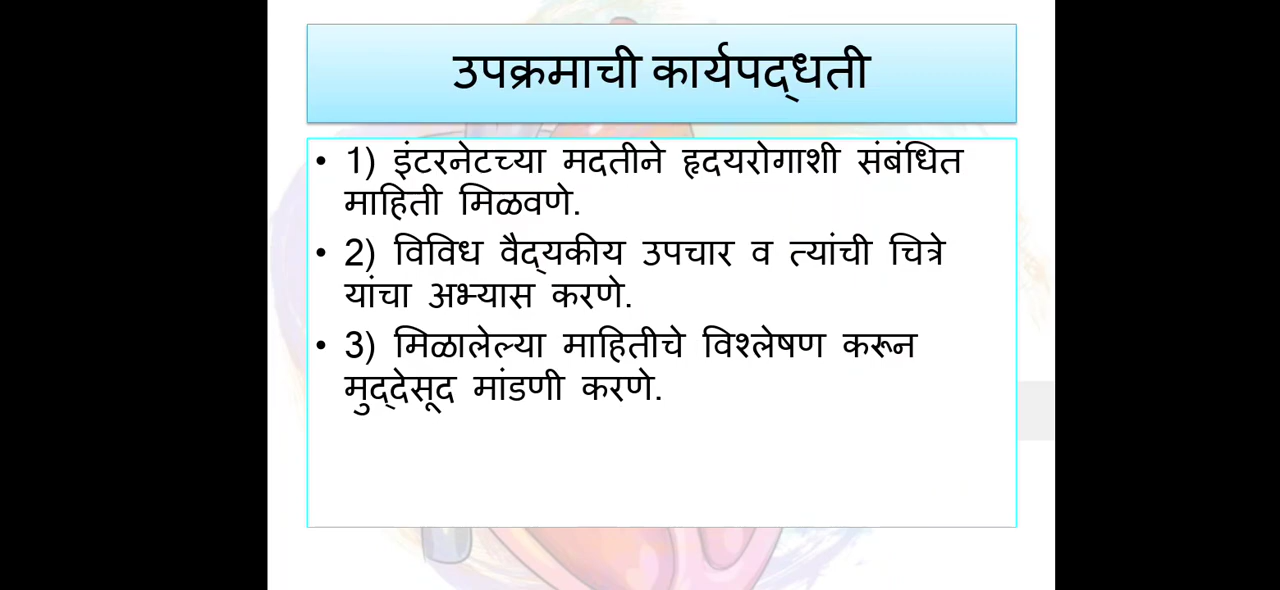 उपक्रमाची कार्यपद्धती
• 1) इंटरनेटच्या मदतीने हृदयरोगाशी संबंधित
माहिती मिळवणे.
• 2) विविध वैद्यकीय उपचार व त्यांची चित्रे
यांचा अभ्यास करणे.
• 3) मिळालेल्या माहितीचे विश्लेषण करून
मुद्देसूद मांडणी करणे.